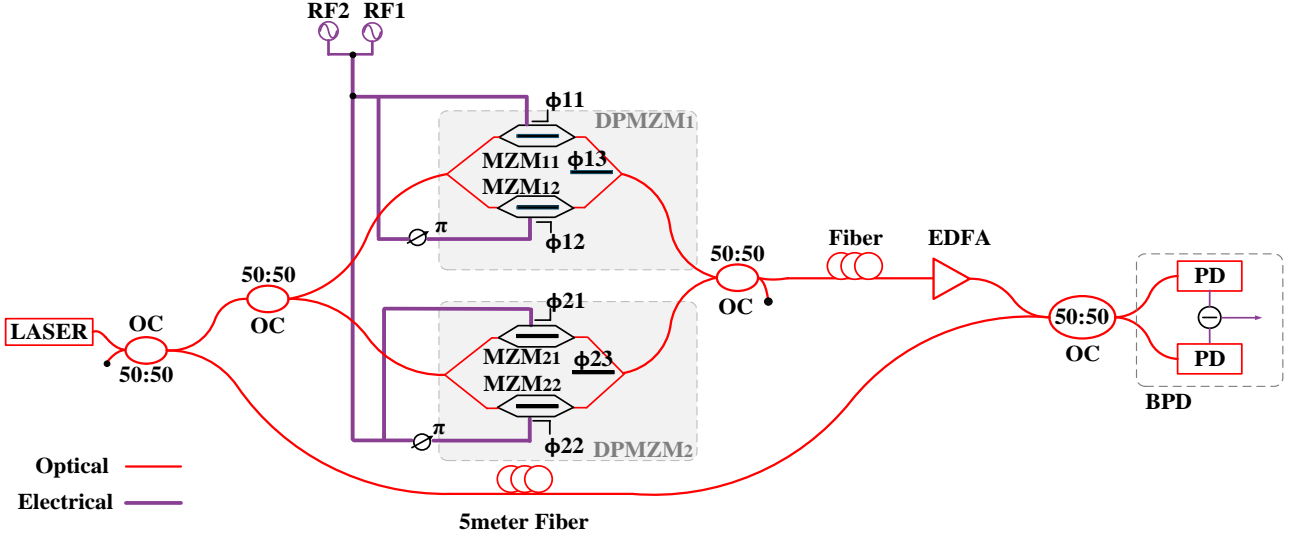 RF2 RF1
ϕ11
DPMZM1
MZM11 ϕ13
MZM12
π
ϕ12
50:50
OC
50:50
OC
Fiber
EDFA
PD
50:50
OC
PD
BPD
LASER
OC
50:50
ϕ21
MZM21 ϕ23
MZM22
π
ϕ22
DPMZM2
Optical
Electrical
5meter Fiber